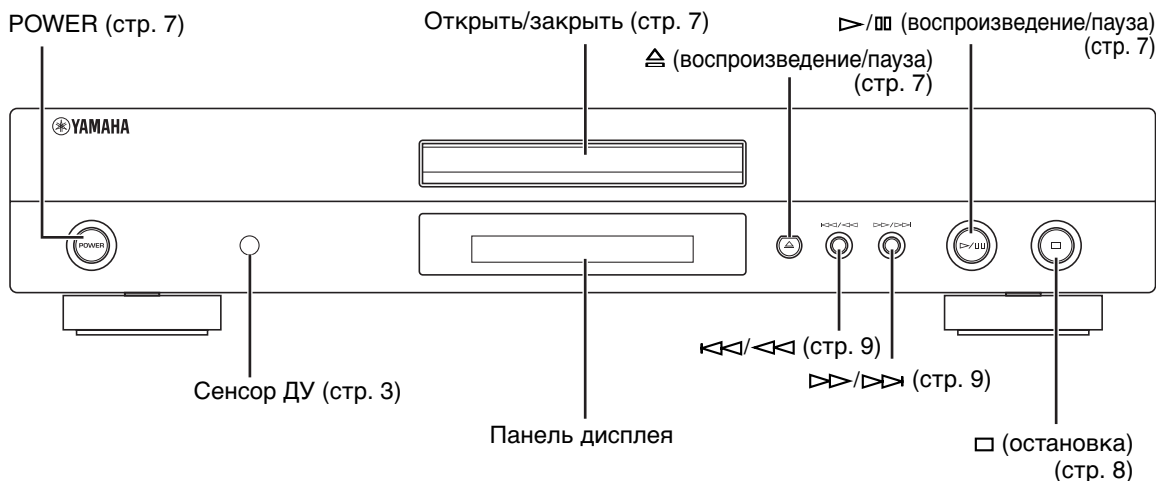 POWER (стр. 7)
Открыть/закрыть (стр. 7)
▷/▯▯ (воспроизведение/пауза)
(стр. 7)
≙ (воспроизведение/пауза)
(стр. 7)
YAMAHA
POWER
(стр. 9)
(стр. 9)
Сенсор ДУ (стр. 3)
Панель дисплея
□ (остановка)
(стр. 8)